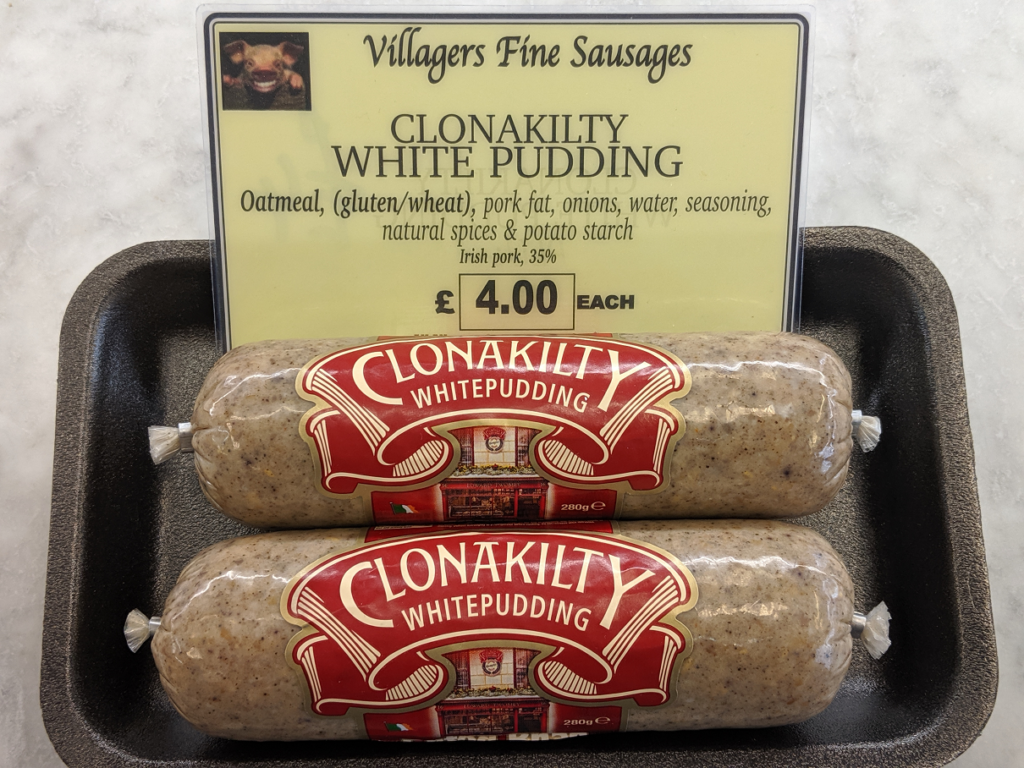 Villagers Fine Sausages
CLONAKILTY
WHITE PUDDING
Oatmeal, (gluten/wheat), pork fat, onions, water, seasoning,
natural spices & potato starch
Irish pork, 35%
£ 4.00 EACH
CLONAKILTY
WHITEPUDDING
280g e
CLONAKILTY
WHITEPUDDING
280g e